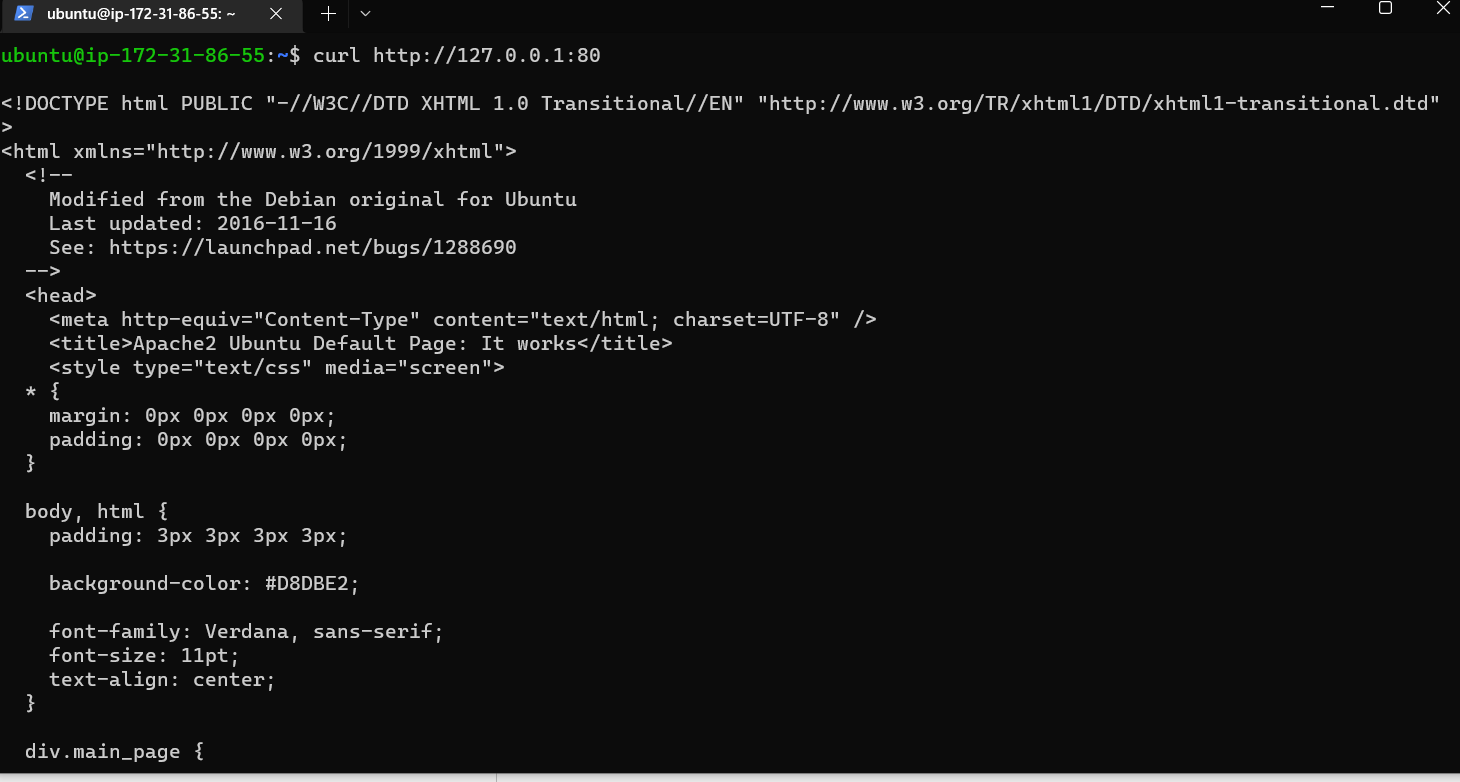 ubuntu@ip-172-31-86-55: ~
ubuntu@ip-172-31-86-55:~$ curl http://127.0.0.1:80
<!DOCTYPE html PUBLIC "-//W3C//DTD XHTML 1.0 Transitional//EN" "http://www.w3.org/TR/xhtml1/DTD/xhtml1-transitional.dtd"
>
<html xmlns="http://www.w3.org/1999/xhtml">
  <!--
    Modified from the Debian original for Ubuntu
    Last updated: 2016-11-16
    See: https://launchpad.net/bugs/1288690
  -->
  <head>
    <meta http-equiv="Content-Type" content="text/html; charset=UTF-8" />
    <title>Apache2 Ubuntu Default Page: It works</title>
    <style type="text/css" media="screen">
  * {
    margin: 0px 0px 0px 0px;
    padding: 0px 0px 0px 0px;
  }
  body, html {
    padding: 3px 3px 3px 3px;
    background-color: #D8DBE2;
    font-family: Verdana, sans-serif;
    font-size: 11pt;
    text-align: center;
  }
  div.main_page {